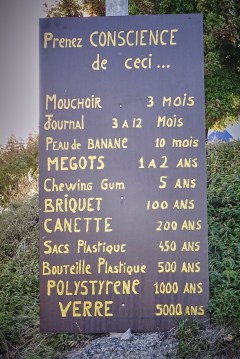 Prenez CONSCIENCE
de ceci...
MOUCHOIR 3 MOIS
JOURNAL 3 A 12 MOIS
PEAU DE BANANE 10 mois
MEGOTS 1 A 2 ANS
Chewing Gum 5 ANS
BRIQUET 100 ANS
CANETTE 200 ANS
SACS PLASTIQUE 450 ANS
Bouteille Plastique 500 ANS
POLYSTYRENE 1000 ANS
VERRE 5000 ANS